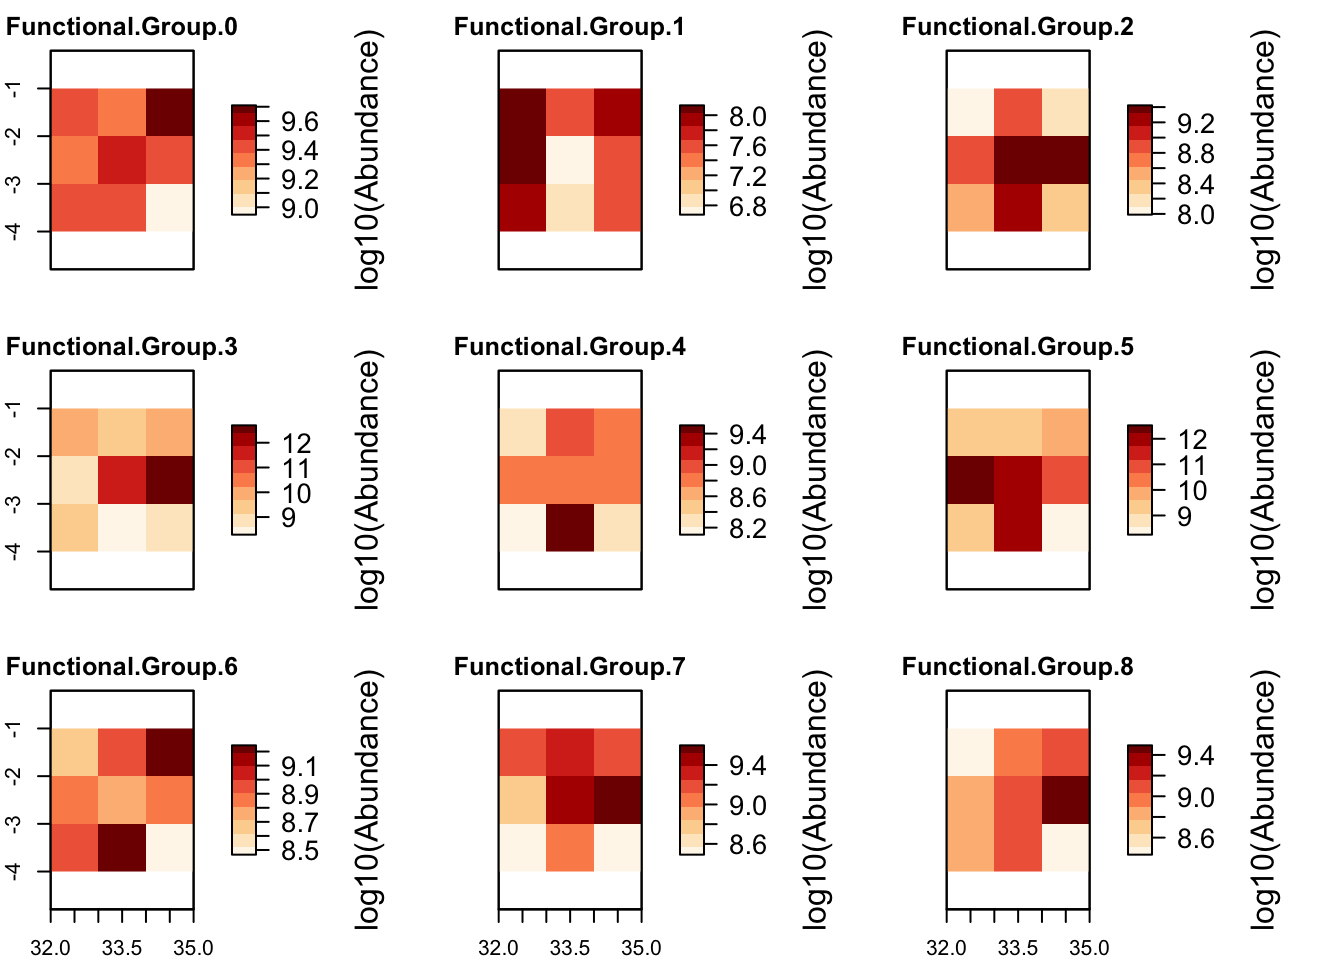 Functional.Group.0
-1
-2
-3
-4
9.6
9.4
9.2
9.0
log10(Abundance)
Functional.Group.1
8.0
7.6
7.2
6.8
log10(Abundance)
Functional.Group.2
9.2
8.8
8.4
8.0
log10(Abundance)
Functional.Group.3
-1
-2
-3
-4
12
11
10
9
log10(Abundance)
Functional.Group.4
9.4
9.0
8.6
8.2
log10(Abundance)
Functional.Group.5
12
11
10
9
log10(Abundance)
Functional.Group.6
-1
-2
-3
-4
32.0 33.5 35.0
9.1
8.9
8.7
8.5
log10(Abundance)
Functional.Group.7
32.0 33.5 35.0
9.4
9.0
8.6
log10(Abundance)
Functional.Group.8
32.0 33.5 35.0
9.4
9.0
8.6
log10(Abundance)